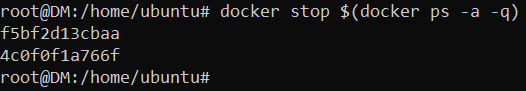 root@DM:/home/ubuntu# docker stop $(docker ps -a -q)
f5bf2d13cbaa
4c0f0f1a766f
root@DM:/home/ubuntu#